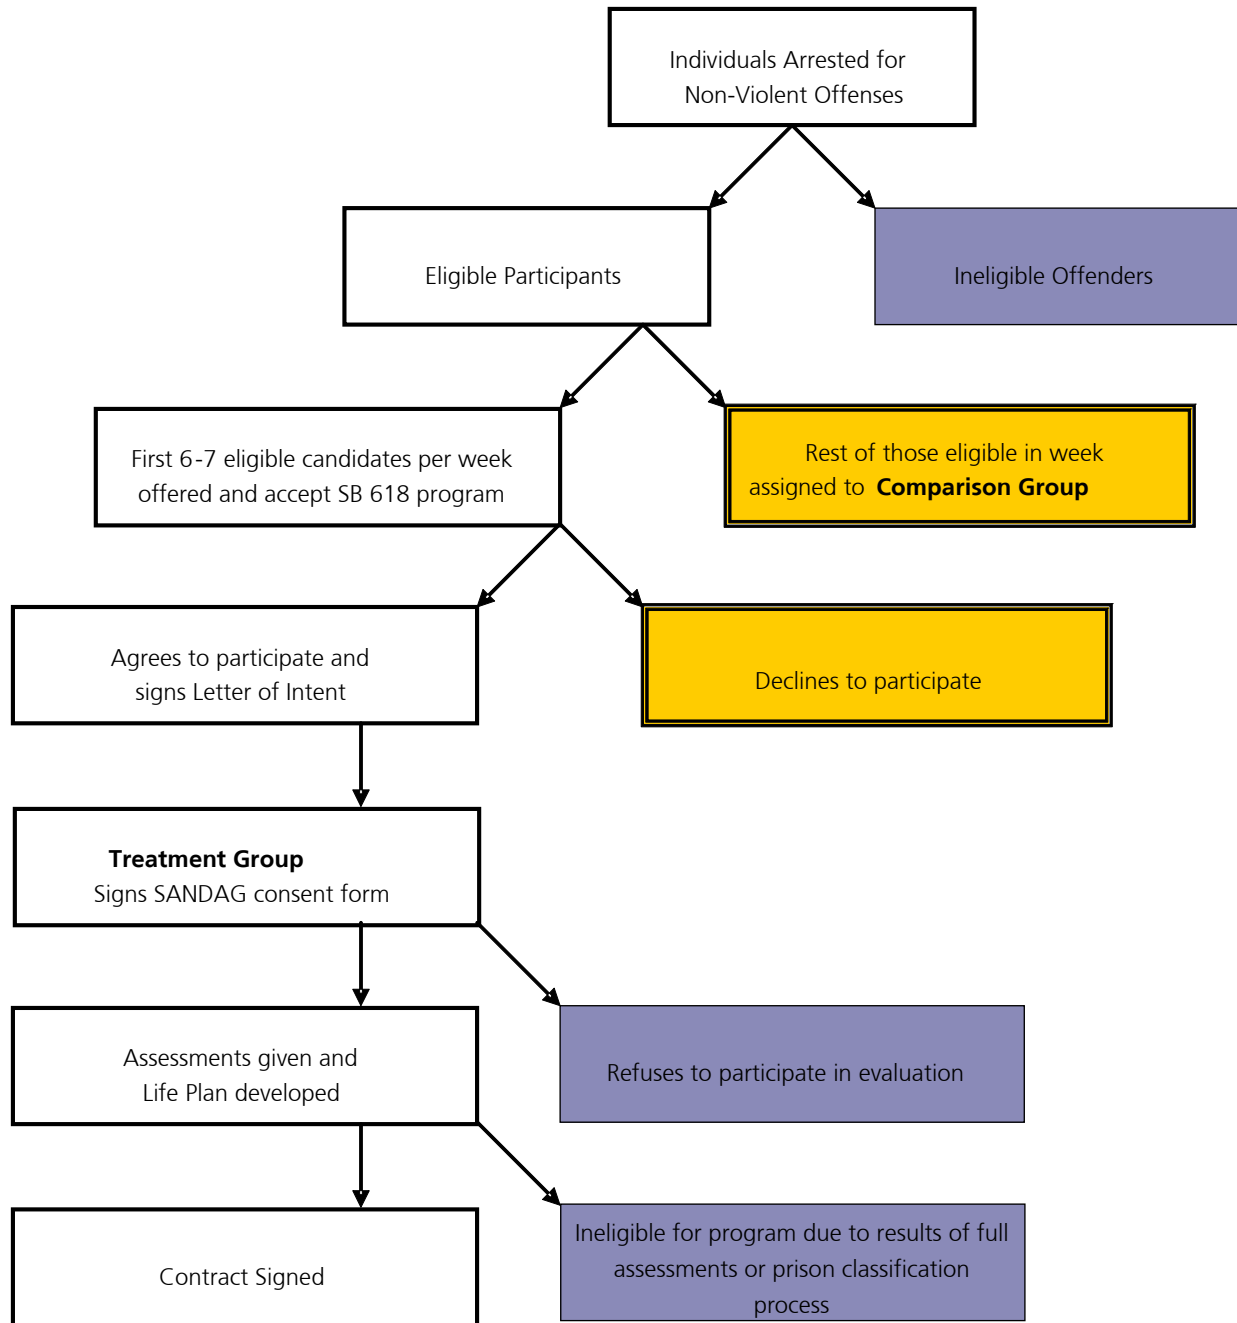 Individuals Arrested for
Non-Violent Offenses
Eligible Participants
Ineligible Offenders
First 6-7 eligible candidates per week
offered and accept SB 618 program
Rest of those eligible in week
assigned to Comparison Group
Agrees to participate and
signs Letter of Intent
Declines to participate
Treatment Group
Signs SANDAG consent form
Assessments given and
Life Plan developed
Refuses to participate in evaluation
Contract Signed
Ineligible for program due to results of full
assessments or prison classification
process